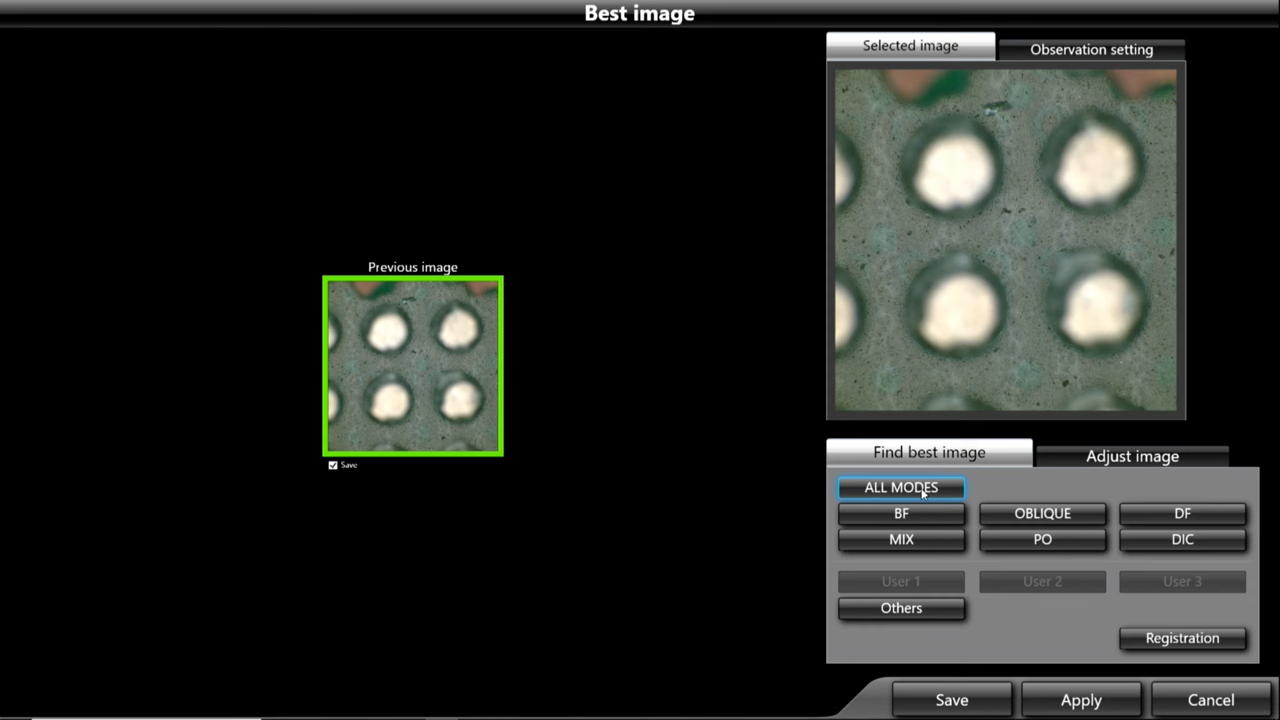 Best image
Selected image
Observation setting
Previous image
Save
Find best image
Adjust image
ALL MODES
BF
OBLIQUE
DF
MIX
PO
DIC
User 1
User 2
User 3
Others
Registration
Save
Apply
Cancel